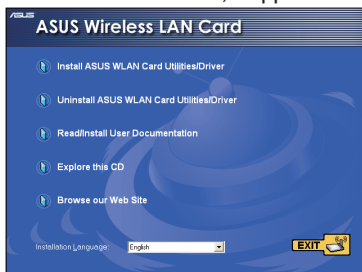 ASUS
ASUS Wireless LAN Card
Install ASUS WLAN Card Utilities/Driver
Uninstall ASUS WLAN Card Utilities/Driver
Read/Install User Documentation
Explore this CD
Browse our Web Site
Installation Language: English
EXIT